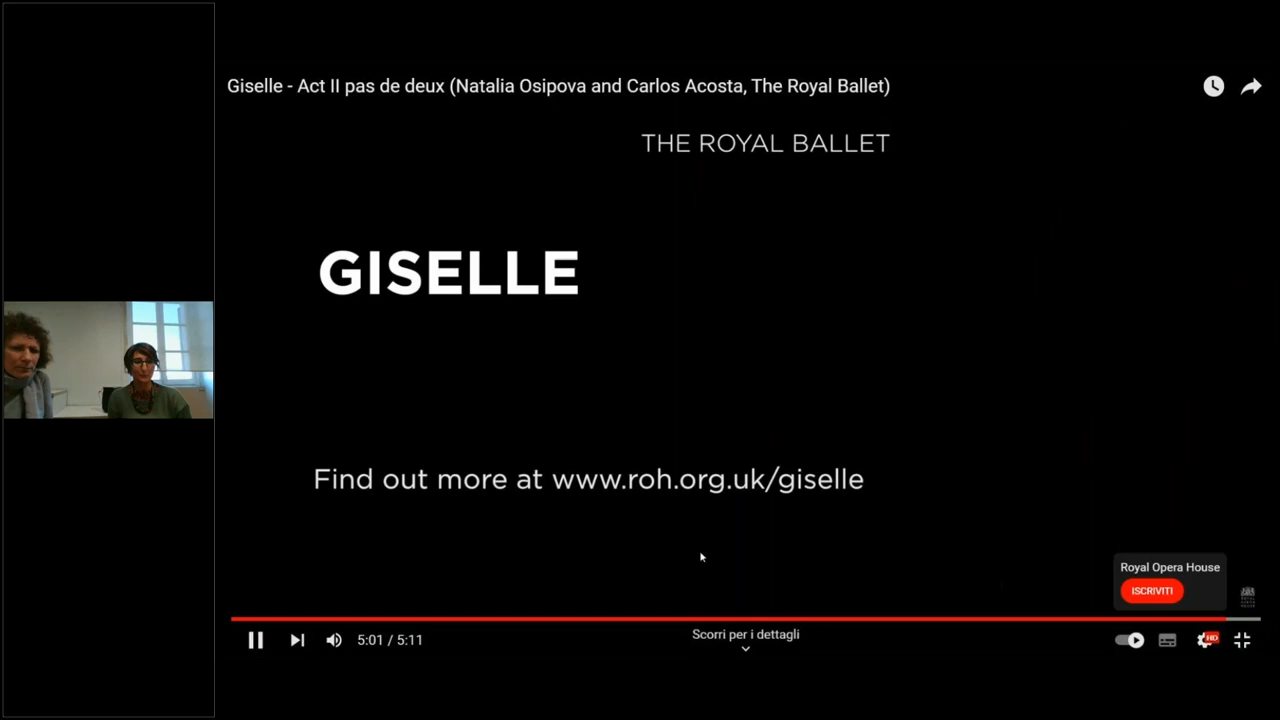 Giselle - Act II pas de deux (Natalia Osipova and Carlos Acosta, The Royal Ballet)
THE ROYAL BALLET
GISELLE
Find out more at www.roh.org.uk/giselle
Royal Opera House
ISCRIVITI
5:01 / 5:11
Scorri per i dettagli
HD